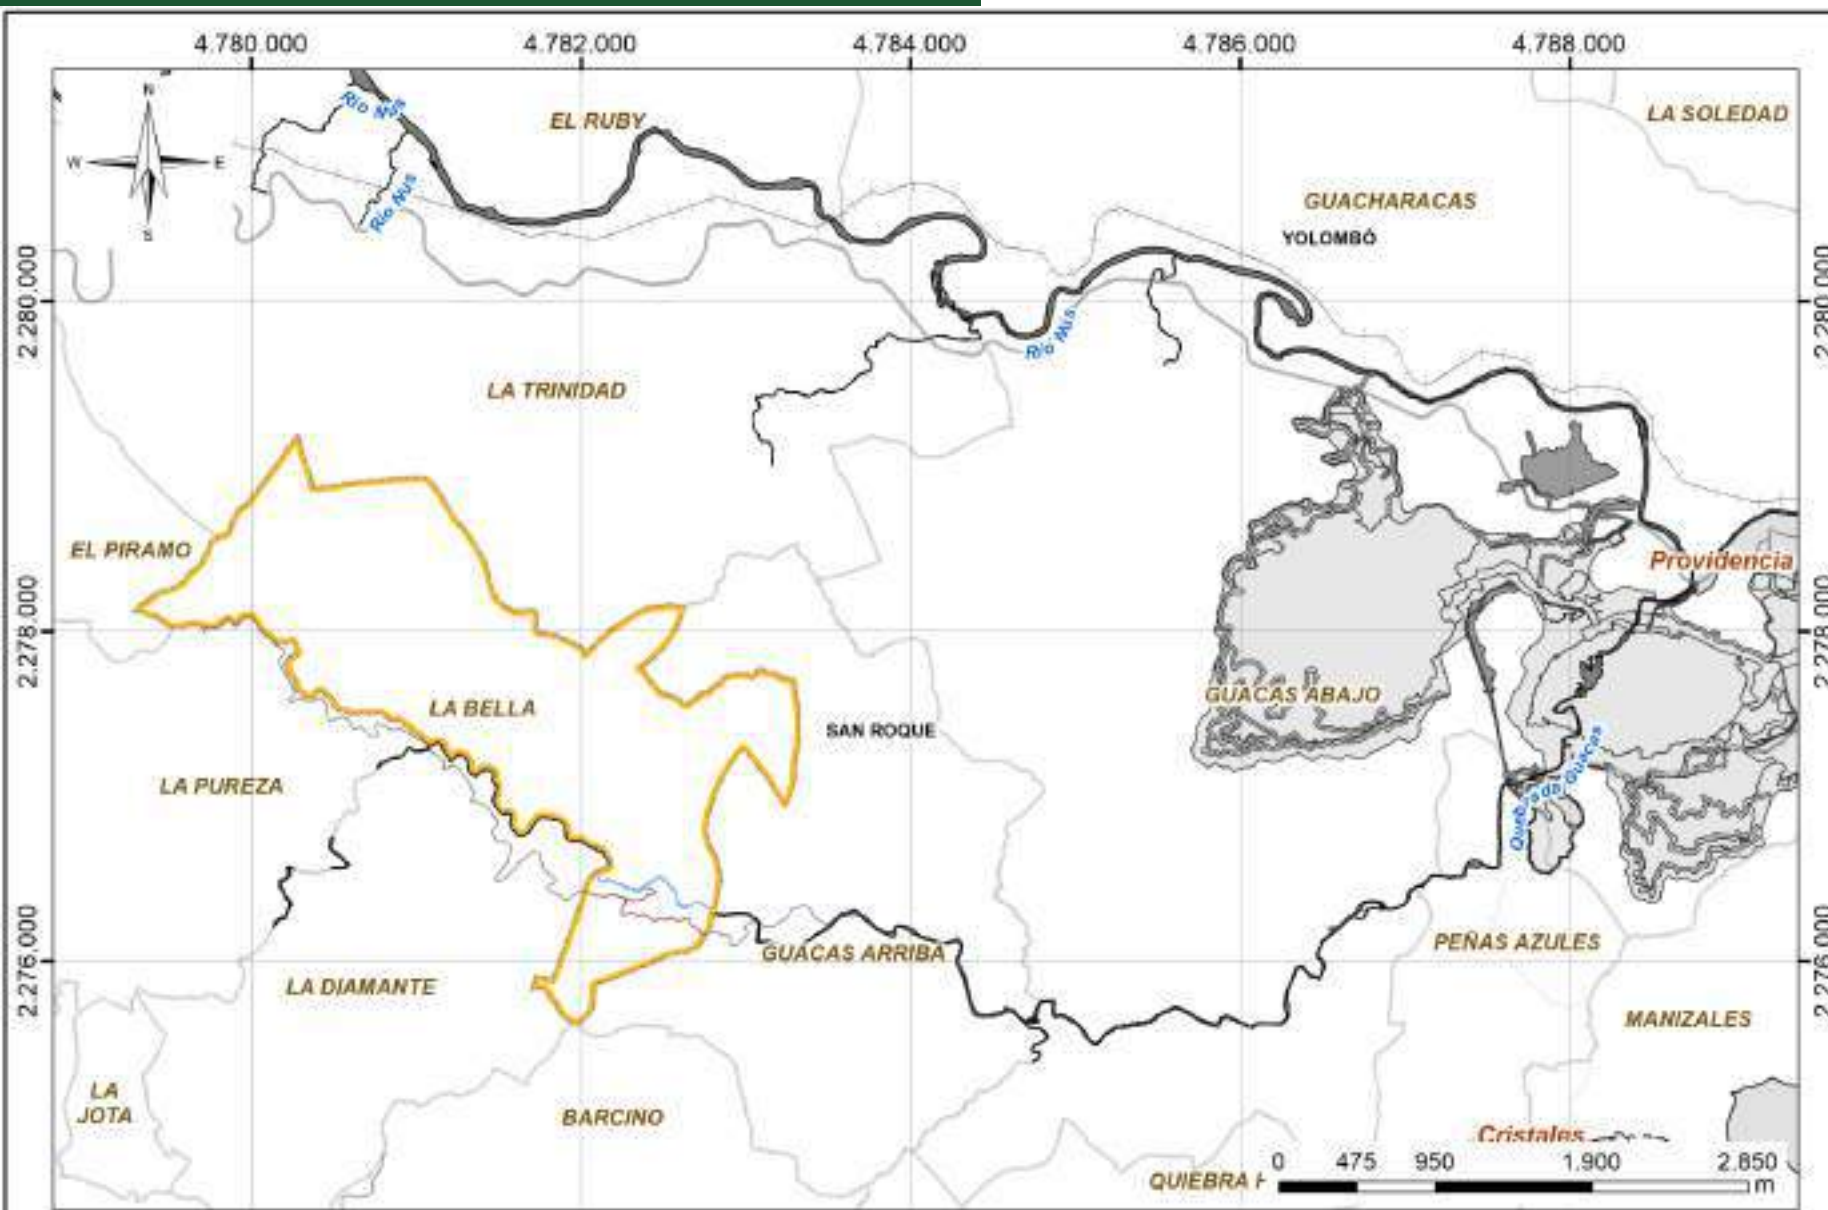 4.780.000 4.782.000 4.784.000 4.786.000 4.788.000
N
W E
S
Río Nus
EL RUBY
LA SOLEDAD
Río Nus
GUACHARACAS
YOLOMBÓ
2.280.000
2.280.000
Río Nus
LA TRINIDAD
EL PIRAMO
Providencia
2.278.000
2.278.000
LA BELLA
GUACAS ABAJO
SAN ROQUE
LA PUREZA
Quebrada Guacas
2.276.000
2.276.000
GUACAS ARRIBA
PEÑAS AZULES
LA DIAMANTE
MANIZALES
LA
JOTA
BARCINO
Cristales
0 475 950 1.900 2.850
m
QUIEBRA